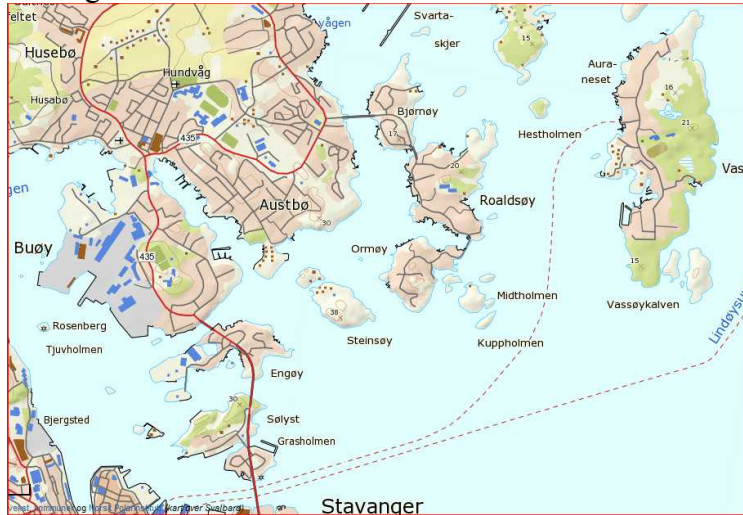 feltet
Husebø
Husabø
Hundvåg
vågen
Svarta-
skjer
15
Aura-
neset
16
21
Bjørnøy
17
Hestholmen
435
20
Roaldsøy
Vas
Austbø
30
Buøy
435
Ormøy
15
Midtholmen
Vassøykalven
38
Steinsøy
Kuppholmen
Rosenberg
Tjuvholmen
Engøy
30
Sølyst
Bjergsted
Grasholmen
Stavanger